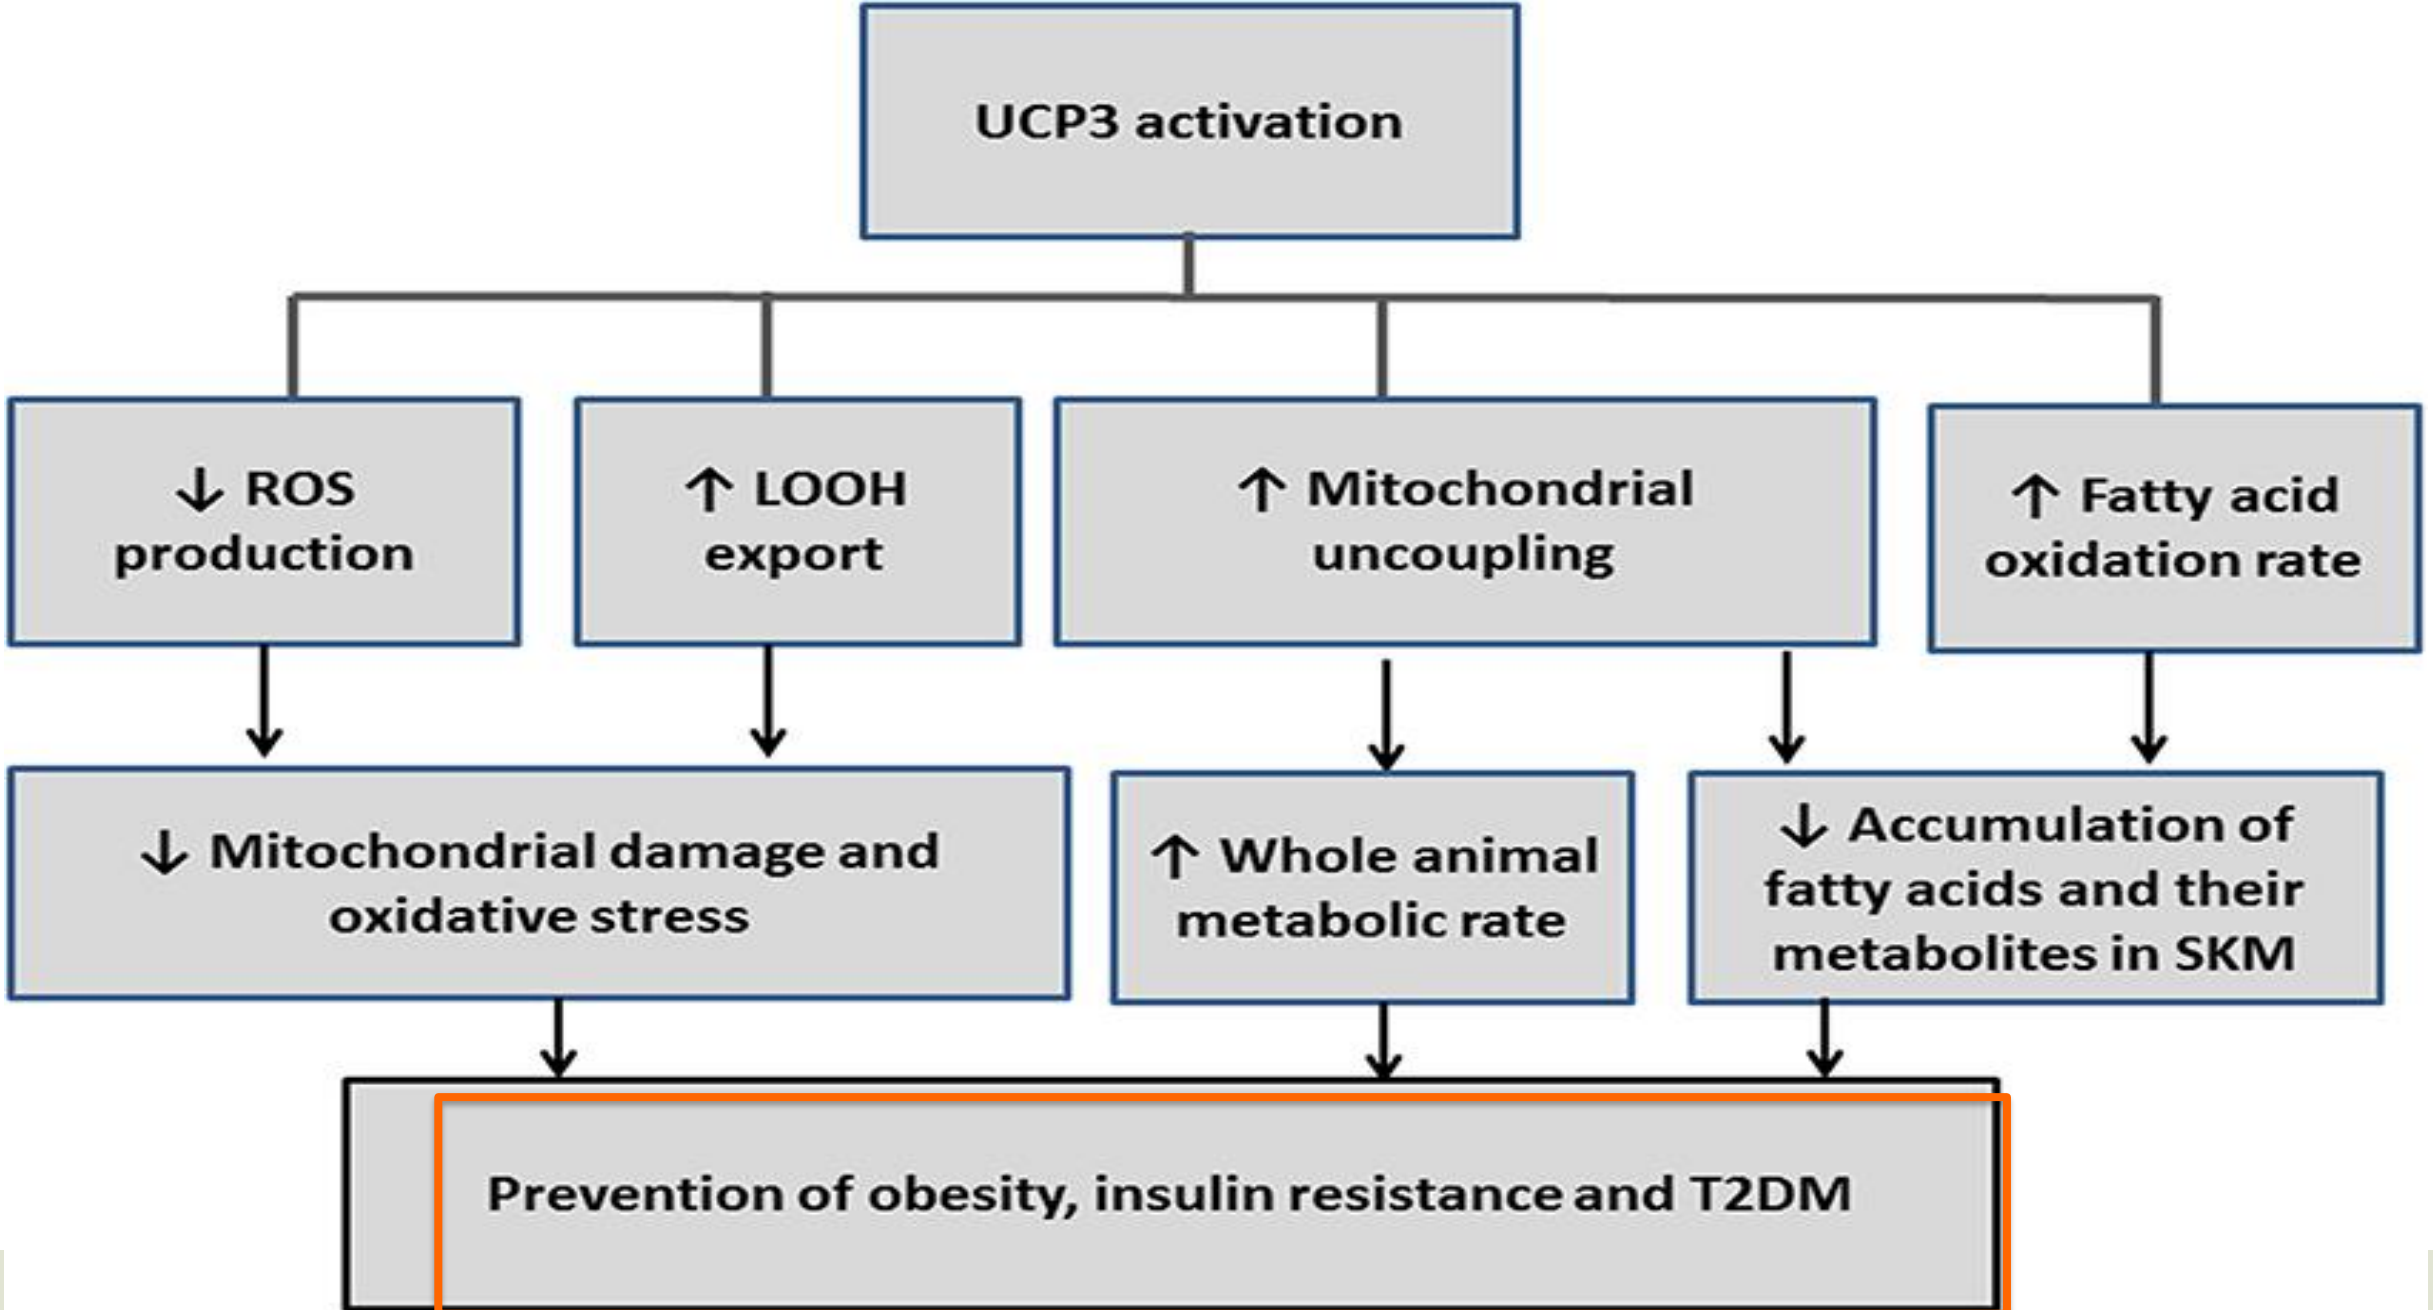 UCP3 activation
↓ ROS
production
↑ LOOH
export
↑ Mitochondrial
uncoupling
↑ Fatty acid
oxidation rate
↓ Mitochondrial damage and
oxidative stress
↑ Whole animal
metabolic rate
↓ Accumulation of
fatty acids and their
metabolites in SKM
Prevention of obesity, insulin resistance and T2DM